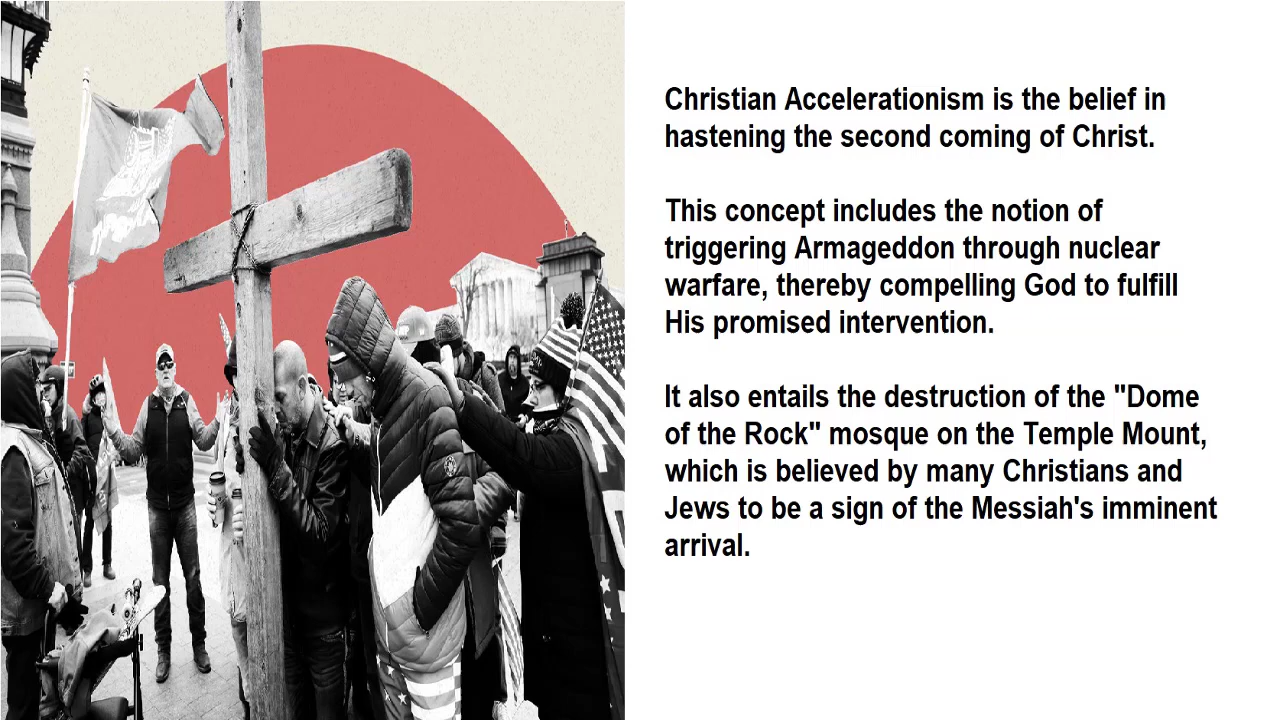 Christian Accelerationism is the belief in
hastening the second coming of Christ.
This concept includes the notion of
triggering Armageddon through nuclear
warfare, thereby compelling God to fulfill
His promised intervention.
It also entails the destruction of the "Dome
of the Rock" mosque on the Temple Mount,
which is believed by many Christians and
Jews to be a sign of the Messiah's imminent
arrival.